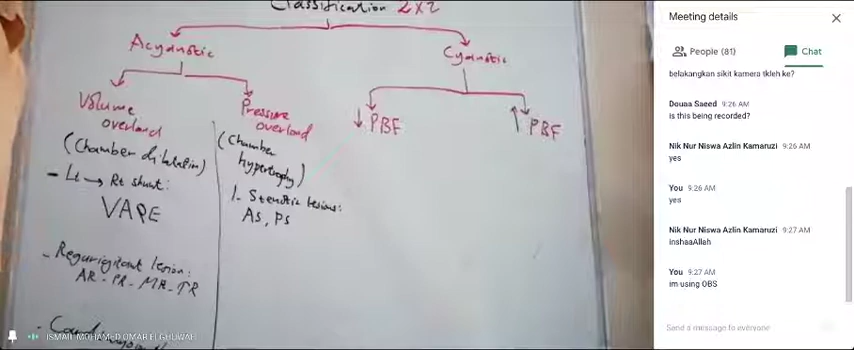 Classification 2x2
Acyanotic
Cyanotic
Volume
overload
(Chamber dilatation)
- Lt → Rt shunt:
VAPE
- Regurigitant lesion:
AR - PR - MR - TR
Pressure
overload
(Chamber
hypertrophy)
1. Stenotic lesions:
AS, PS
↓ PBF
↑ PBF
ISMAIL MOHAMED OMAR ELGHUWAEL
Meeting details
People (81)
Chat
belakangkan sikit kamera tkleh ke?
Douaa Saeed 9:26 AM
Is this being recorded?
Nik Nur Niswa Azlin Kamaruzi 9:26 AM
yes
You 9:26 AM
yes
Nik Nur Niswa Azlin Kamaruzi 9:27 AM
inshaaAllah
You 9:27 AM
im using OBS
Send a message to everyone